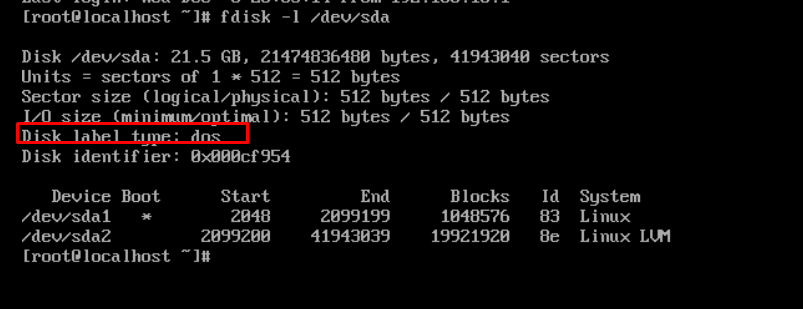 [root@localhost ~]# fdisk -l /dev/sda
Disk /dev/sda: 21.5 GB, 21474836480 bytes, 41943040 sectors
Units = sectors of 1 * 512 = 512 bytes
Sector size (logical/physical): 512 bytes / 512 bytes
I/O size (minimum/optimal): 512 bytes / 512 bytes
Disk label type: dos
Disk identifier: 0x000cf954
Device Boot Start End Blocks Id System
/dev/sda1 * 2048 2099199 1048576 83 Linux
/dev/sda2 2099200 41943039 19921920 8e Linux LVM
[root@localhost ~]#